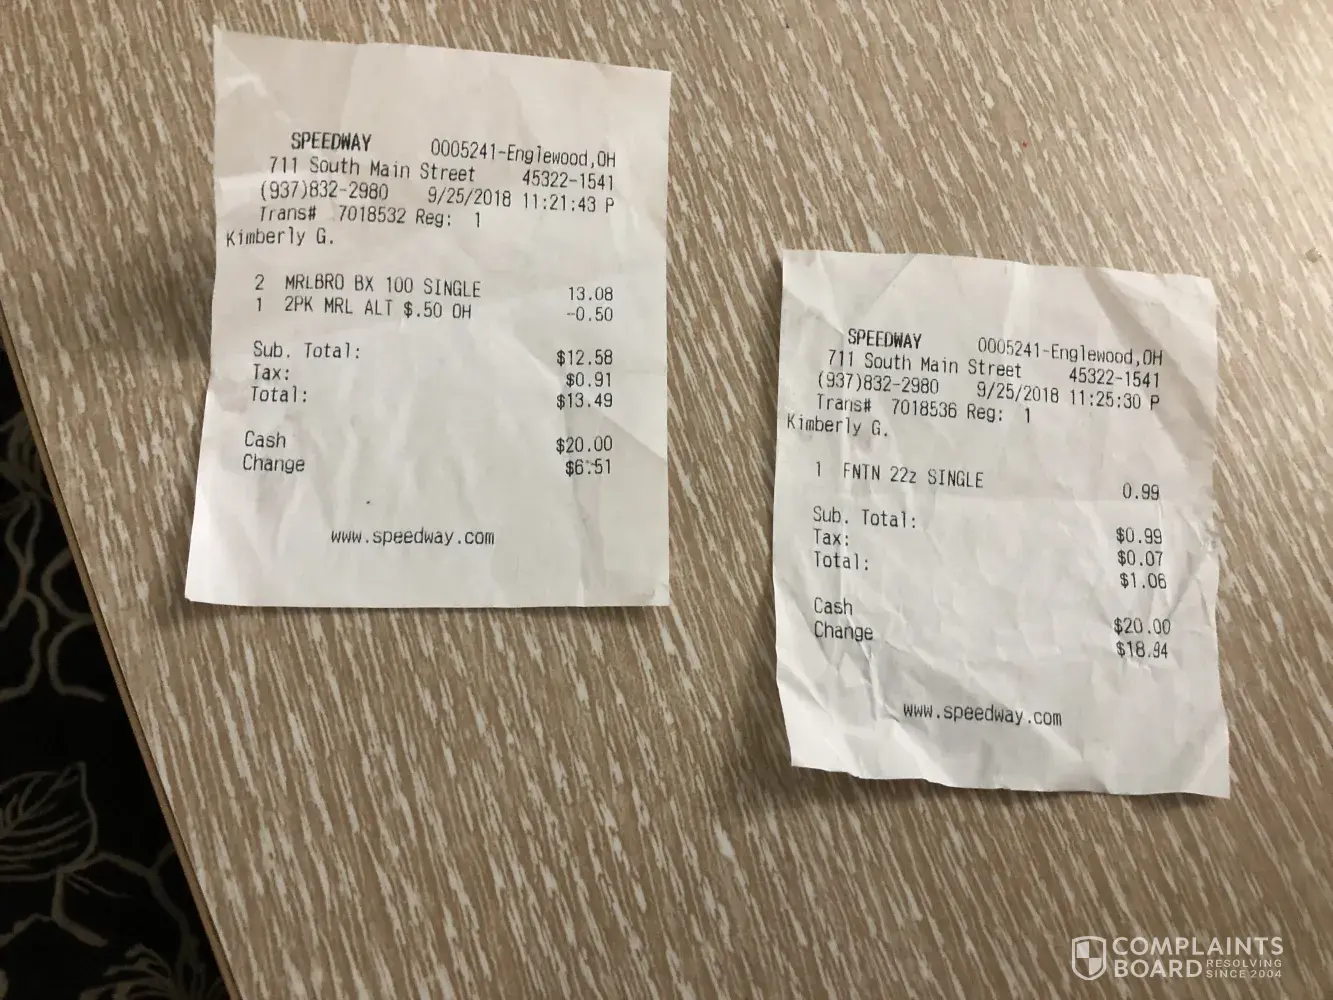 SPEEDWAY 0005241-Englewood,OH
711 South Main Street 45322-1541
(937)832-2980 9/25/2018 11:21:43 P
Trans# 7018532 Reg: 1
Kimberly G.
2 MRLBRO BX 100 SINGLE 13.08
1 2PK MRL ALT $.50 OH -0.50
Sub. Total: $12.58
Tax: $0.91
Total: $13.49
Cash $20.00
Change $6.51
www.speedway.com
SPEEDWAY 0005241-Englewood,OH
711 South Main Street 45322-1541
(937)832-2980 9/25/2018 11:25:30 P
Trans# 7018536 Reg: 1
Kimberly G.
1 FNTN 22z SINGLE 0.99
Sub. Total: $0.99
Tax: $0.07
Total: $1.06
Cash $20.00
Change $18.94
www.speedway.com
COMPLAINTS
BOARD RESOLVING
SINCE 2004